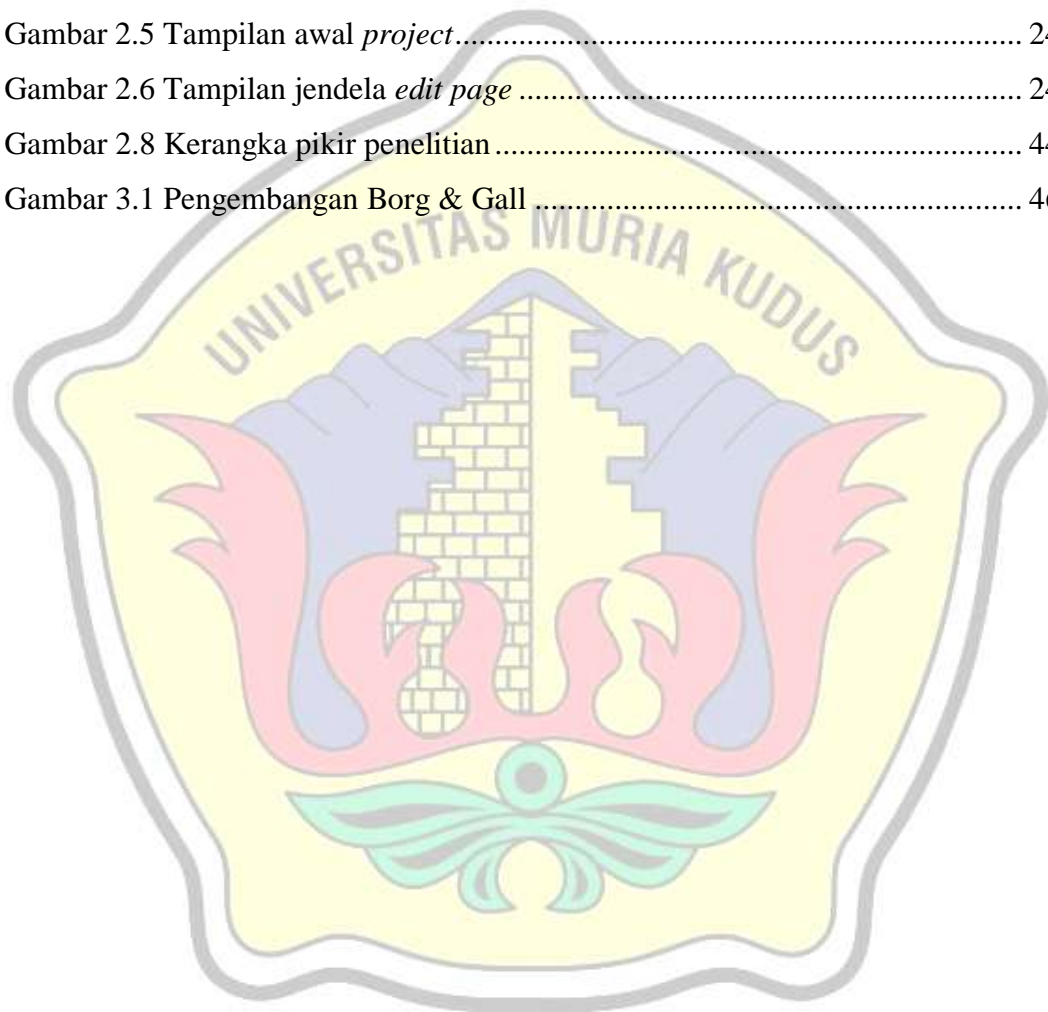 Gambar 2.5 Tampilan awal project........................................................................... 24
Gambar 2.6 Tampilan jendela edit page .................................................................. 24
Gambar 2.8 Kerangka pikir penelitian ..................................................................... 44
Gambar 3.1 Pengembangan Borg & Gall ................................................................
UNIVERSITAS MURIA KUDUS